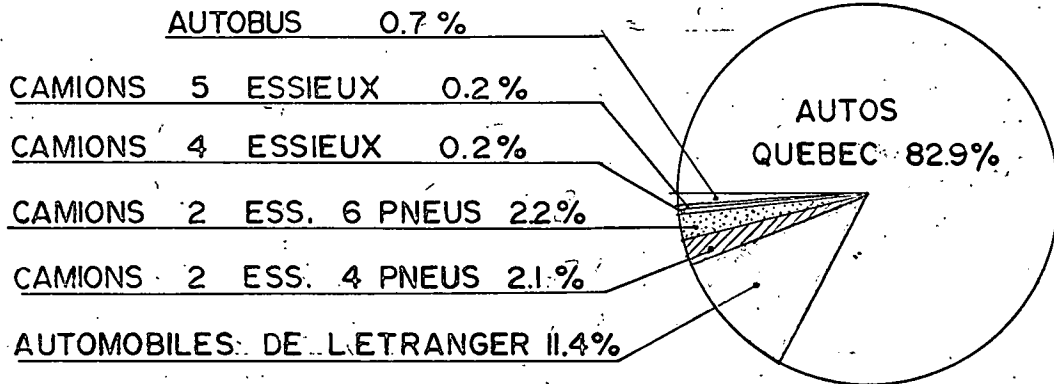 AUTOBUS 0.7%
CAMIONS 5 ESSIEUX 0.2%
CAMIONS 4 ESSIEUX 0.2%
CAMIONS 2 ESS. 6 PNEUS 2.2%
CAMIONS 2 ESS. 4 PNEUS 2.1%
AUTOMOBILES DE L'ETRANGER 11.4%
AUTOS
QUEBEC 82.9%